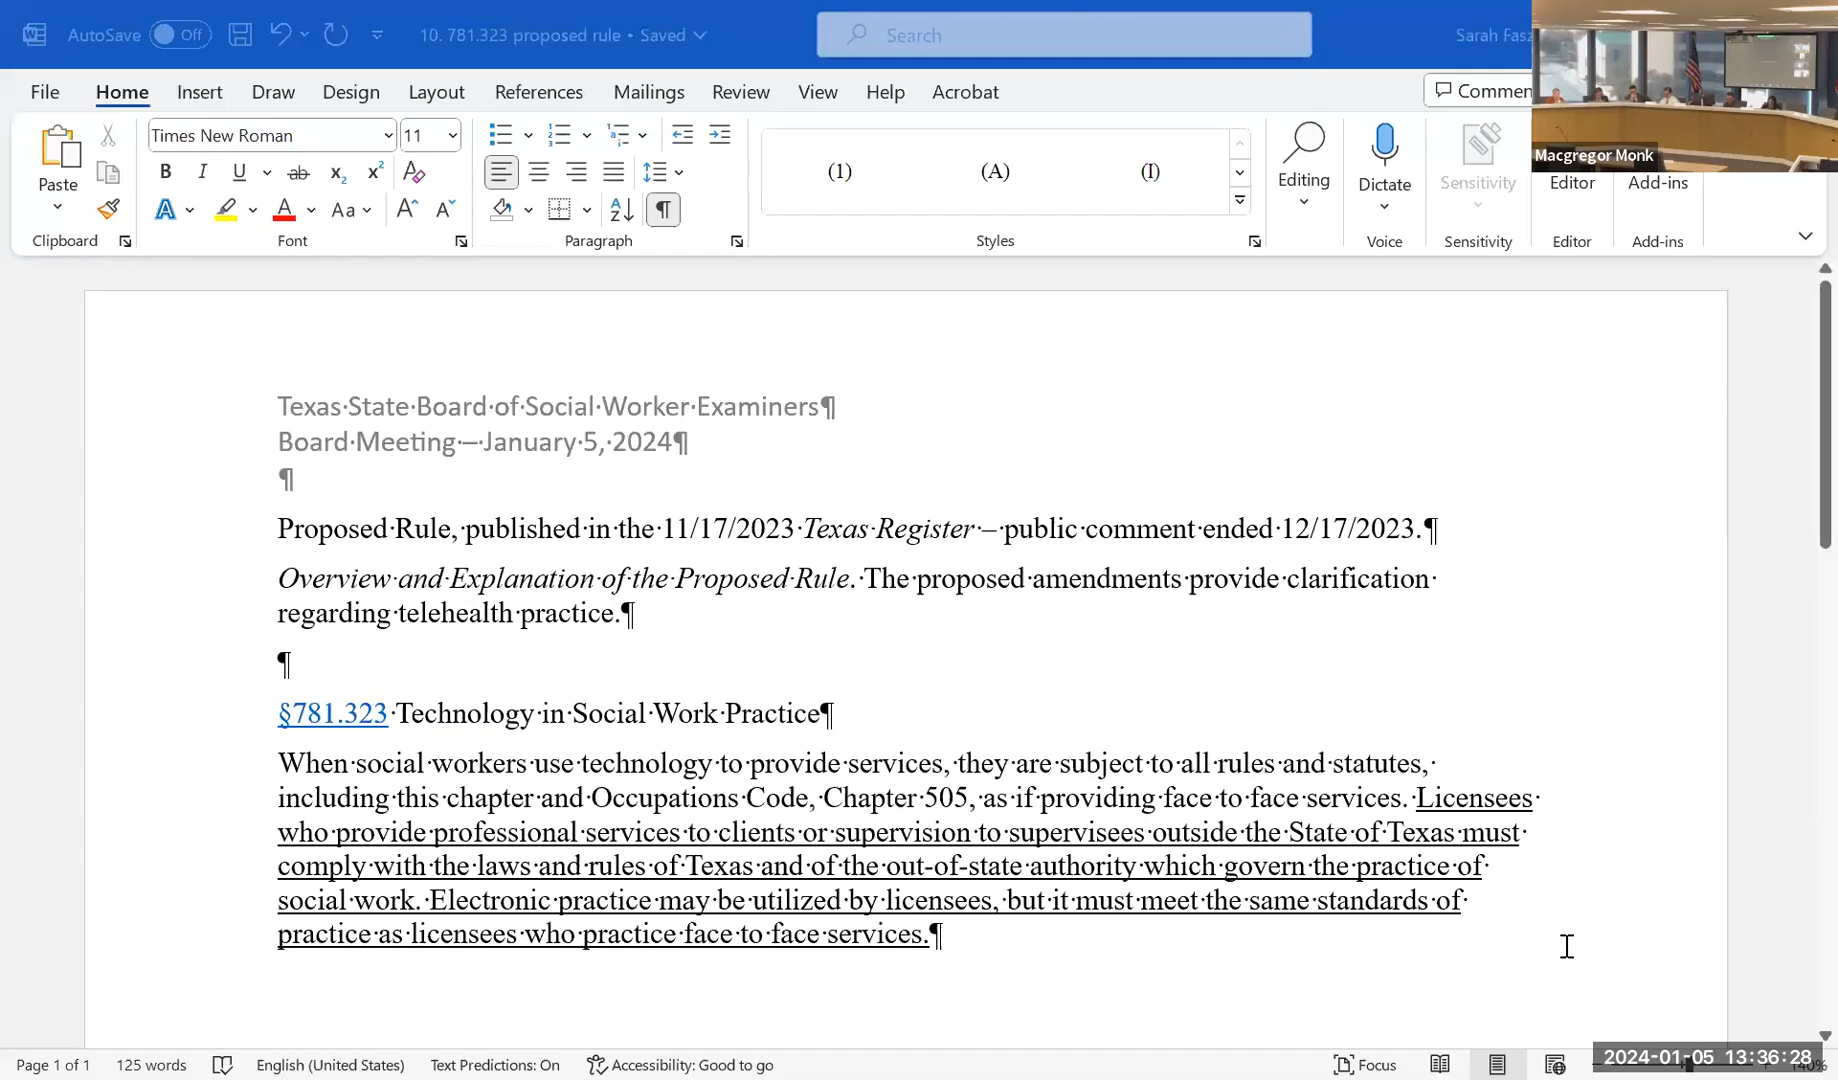 AutoSave Off 10. 781.323 proposed rule • Saved Search Sarah Fasz
File Home Insert Draw Design Layout References Mailings Review View Help Acrobat Commen
Macgregor Monk
Times New Roman 11
(1) (A) (I)
Paste Editing Dictate Sensitivity Editor Add-ins
Clipboard Font Paragraph Styles Voice Sensitivity Editor Add-ins
Texas State Board of Social Worker Examiners¶
Board Meeting – January 5, 2024¶
¶
Proposed Rule, published in the 11/17/2023 Texas Register – public comment ended 12/17/2023.¶
Overview and Explanation of the Proposed Rule. The proposed amendments provide clarification
regarding telehealth practice.¶
¶
§781.323 Technology in Social Work Practice¶
When social workers use technology to provide services, they are subject to all rules and statutes,
including this chapter and Occupations Code, Chapter 505, as if providing face to face services. Licensees
who provide professional services to clients or supervision to supervisees outside the State of Texas must
comply with the laws and rules of Texas and of the out-of-state authority which govern the practice of
social work. Electronic practice may be utilized by licensees, but it must meet the same standards of
practice as licensees who practice face to face services.¶
Page 1 of 1 125 words English (United States) Text Predictions: On Accessibility: Good to go Focus 2024-01-05 13:36:28